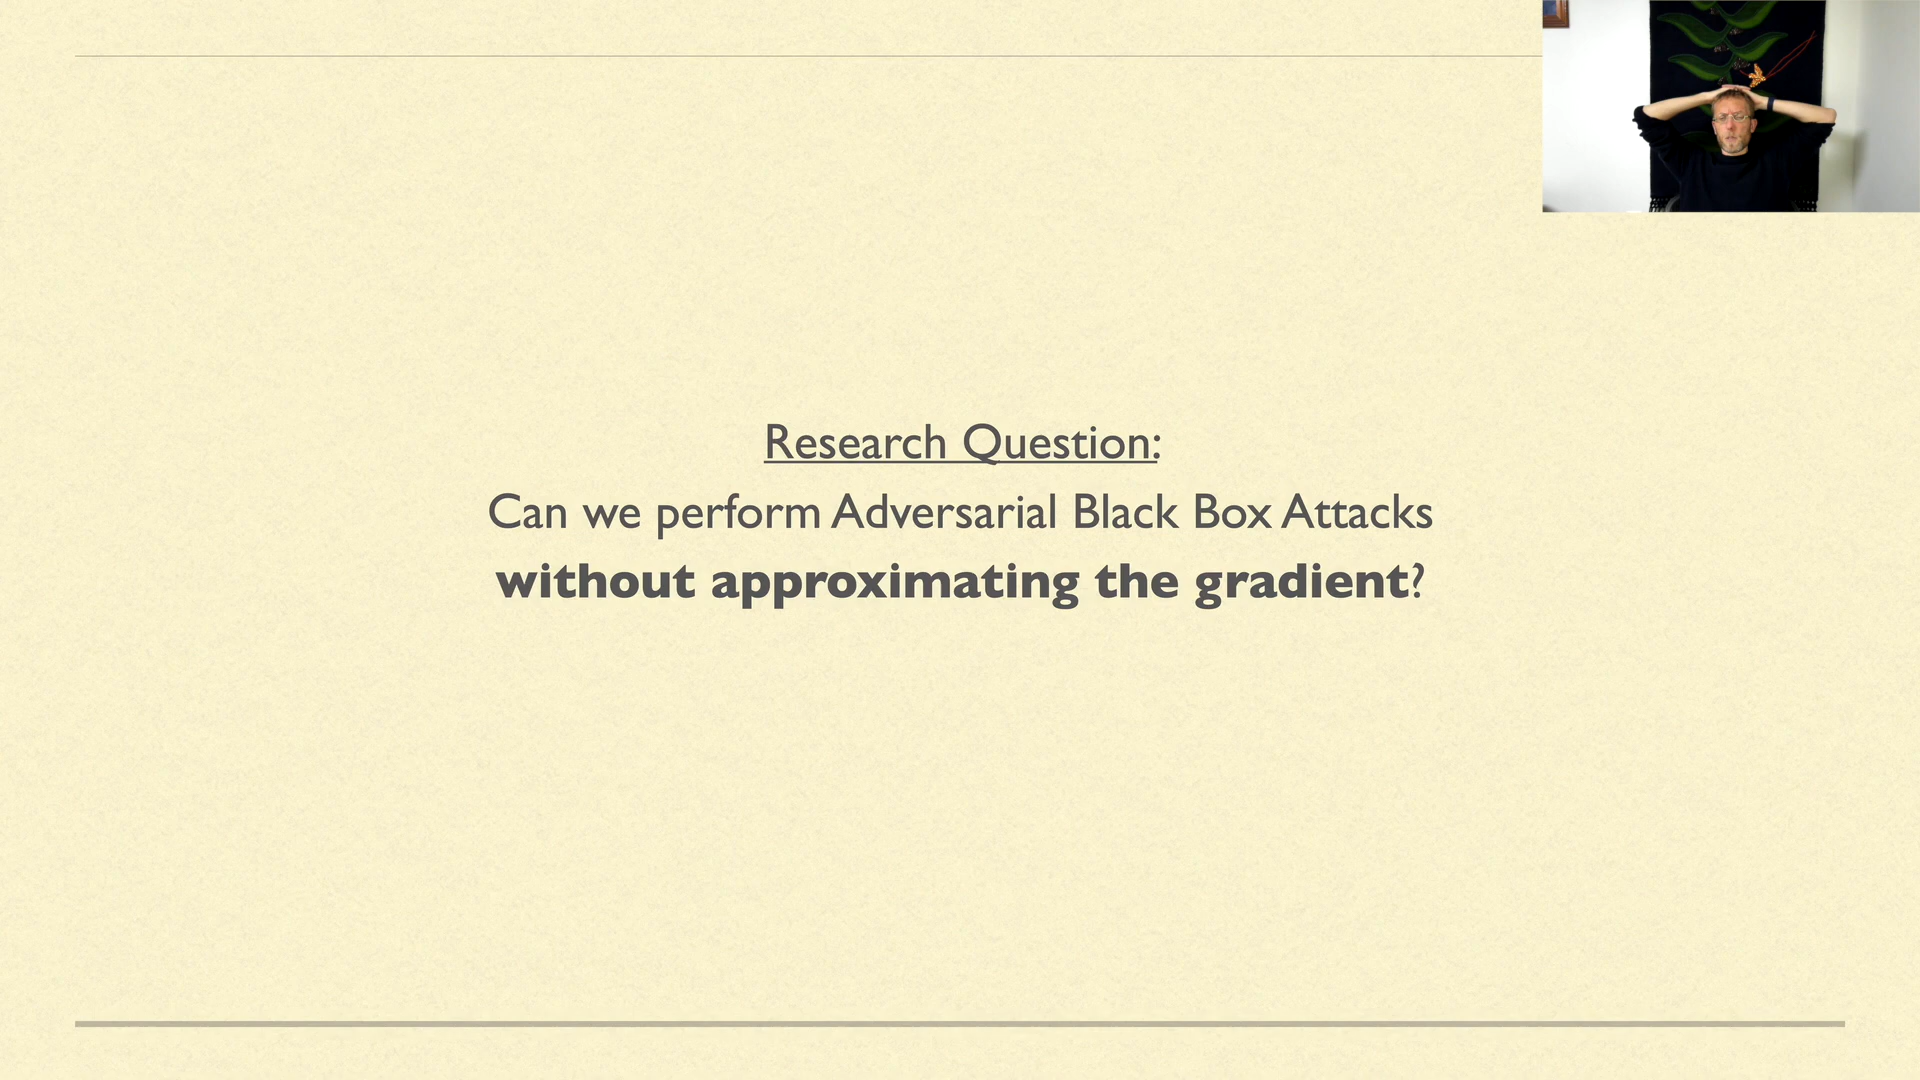 Research Question:
Can we perform Adversarial Black Box Attacks
without approximating the gradient?